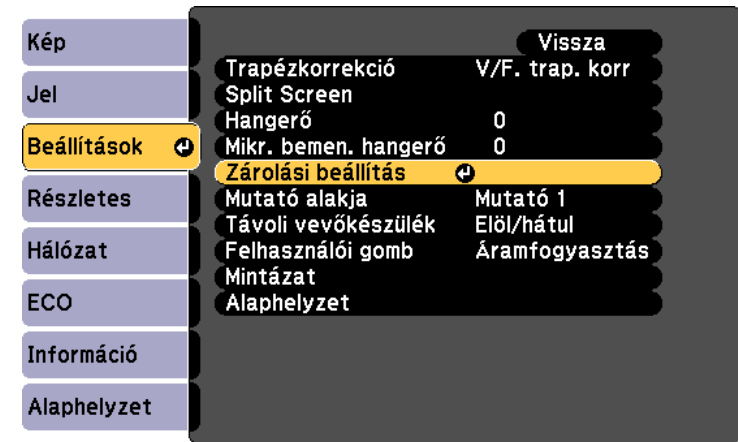 Kép
Jel
Beállítások
Részletes
Hálózat
ECO
Információ
Alaphelyzet
Vissza
Trapézkorrekció V/F. trap. korr
Split Screen
Hangerő 0
Mikr. bemen. hangerő 0
Zárolási beállítás
Mutató alakja Mutató 1
Távoli vevőkészülék Elöl/hátul
Felhasználói gomb Áramfogyasztás
Mintázat
Alaphelyzet